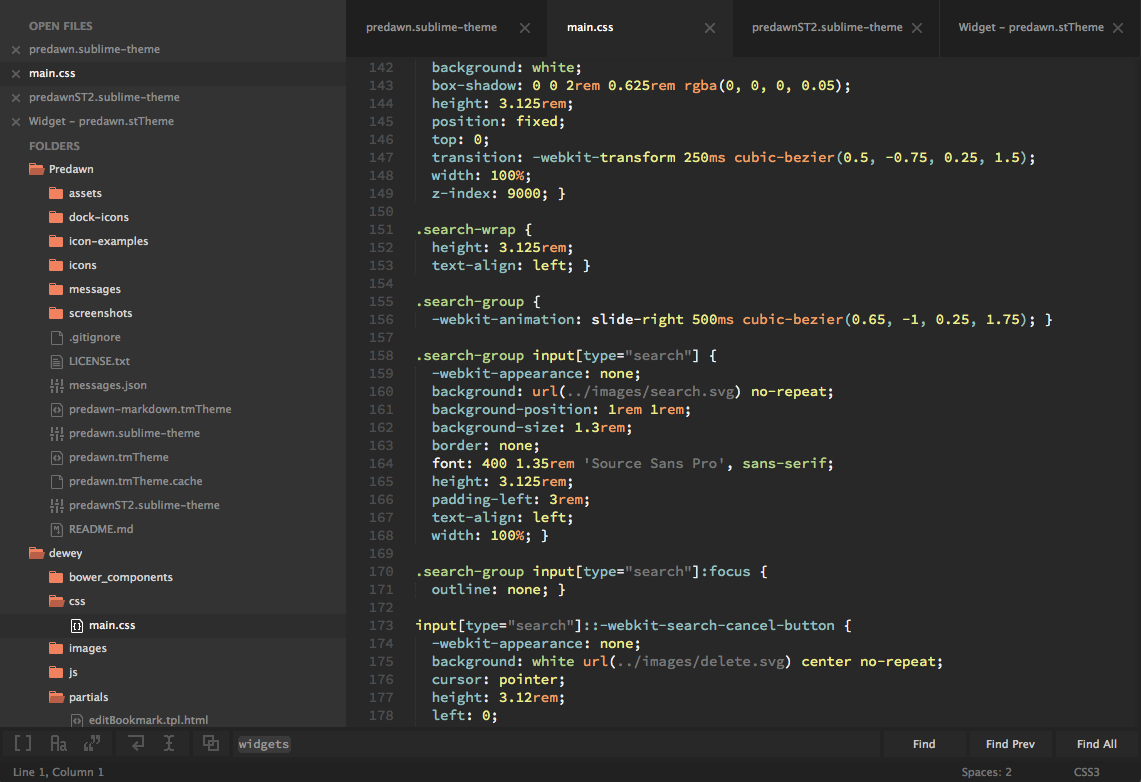 OPEN FILES
predawn.sublime-theme
main.css
predawnST2.sublime-theme
Widget – predawn.stTheme
FOLDERS
Predawn
assets
dock-icons
icon-examples
icons
messages
screenshots
.gitignore
LICENSE.txt
messages.json
predawn-markdown.tmTheme
predawn.sublime-theme
predawn.tmTheme
predawn.tmTheme.cache
predawnST2.sublime-theme
README.md
dewey
bower_components
css
main.css
images
js
partials
editBookmark.tpl.html
predawn.sublime-theme
main.css
predawnST2.sublime-theme
Widget – predawn.stTheme
142 background: white;
143 box-shadow: 0 0 2rem 0.625rem rgba(0, 0, 0, 0.05);
144 height: 3.125rem;
145 position: fixed;
146 top: 0;
147 transition: -webkit-transform 250ms cubic-bezier(0.5, -0.75, 0.25, 1.5);
148 width: 100%;
149 z-index: 9000; }
150
151 .search-wrap {
152 height: 3.125rem;
153 text-align: left; }
154
155 .search-group {
156 -webkit-animation: slide-right 500ms cubic-bezier(0.65, -1, 0.25, 1.75); }
157
158 .search-group input[type="search"] {
159 -webkit-appearance: none;
160 background: url(../images/search.svg) no-repeat;
161 background-position: 1rem 1rem;
162 background-size: 1.3rem;
163 border: none;
164 font: 400 1.35rem 'Source Sans Pro', sans-serif;
165 height: 3.125rem;
166 padding-left: 3rem;
167 text-align: left;
168 width: 100%; }
169
170 .search-group input[type="search"]:focus {
171 outline: none; }
172
173 input[type="search"]::-webkit-search-cancel-button {
174 -webkit-appearance: none;
175 background: white url(../images/delete.svg) center no-repeat;
176 cursor: pointer;
177 height: 3.12rem;
178 left: 0;
Aa
widgets
Find
Find Prev
Find All
Line 1, Column 1
Spaces: 2
CSS3